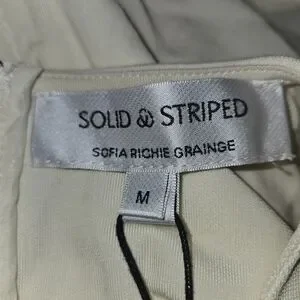 SOLID & STRIPED
SOFIA RICHIE GRAINGE
M